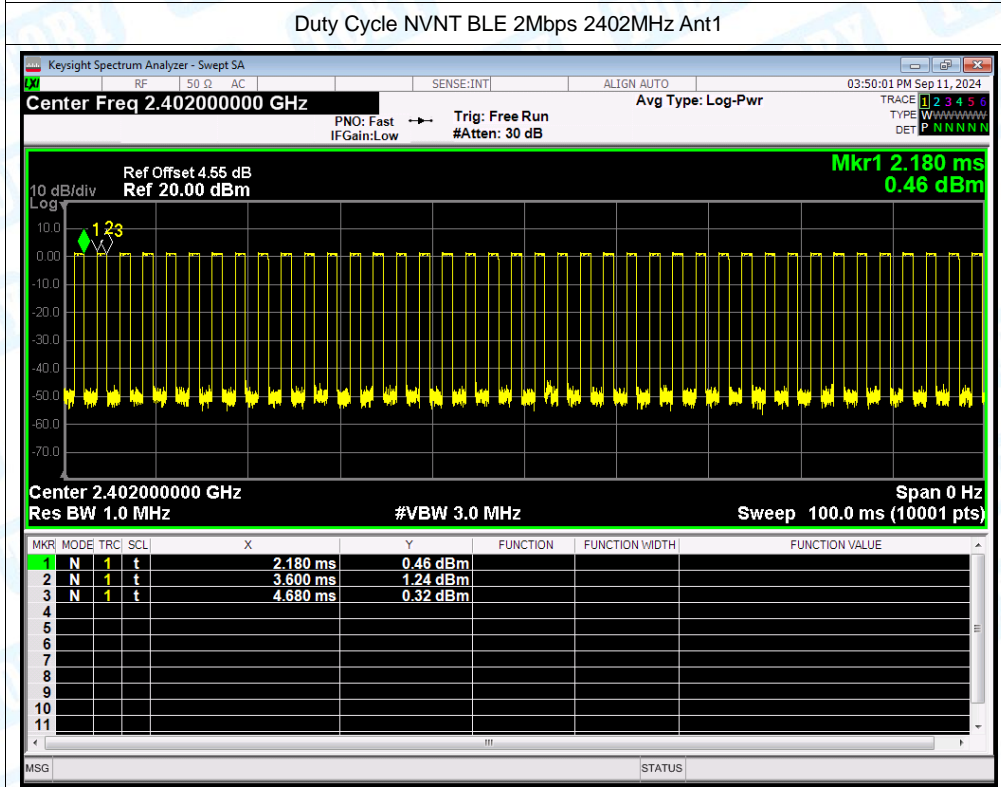 Duty Cycle NVNT BLE 2Mbps 2402MHz Ant1
Keysight Spectrum Analyzer - Swept SA
LXI RF 50 Ω AC SENSE:INT ALIGN AUTO 03:50:01 PM Sep 11, 2024
Center Freq 2.402000000 GHz
PNO: Fast
IFGain:Low
Trig: Free Run
#Atten: 30 dB
Avg Type: Log-Pwr
TRACE 1 2 3 4 5 6
TYPE WWWWWW
DET P N N N N N
Mkr1 2.180 ms
0.46 dBm
Ref Offset 4.55 dB
10 dB/div Ref 20.00 dBm
Log
1 2 3
10.0
0.00
-10.0
-20.0
-30.0
-40.0
-50.0
-60.0
-70.0
Center 2.402000000 GHz Span 0 Hz
Res BW 1.0 MHz #VBW 3.0 MHz Sweep 100.0 ms (10001 pts)
MKR MODE TRC SCL X Y FUNCTION FUNCTION WIDTH FUNCTION VALUE
1 N 1 t 2.180 ms 0.46 dBm
2 N 1 t 3.600 ms 1.24 dBm
3 N 1 t 4.680 ms 0.32 dBm
4
5
6
7
8
9
10
11
MSG STATUS